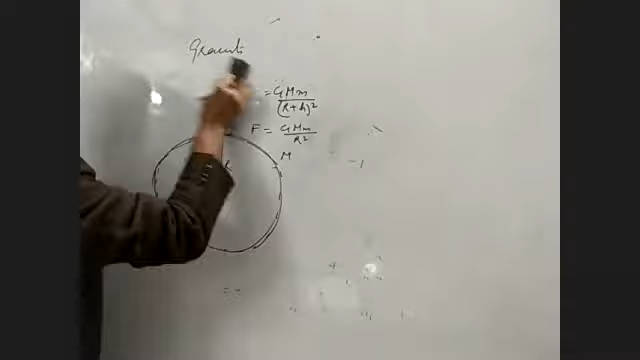 Gravit
= GMm/(R+h)²
F = GMm/R²
M